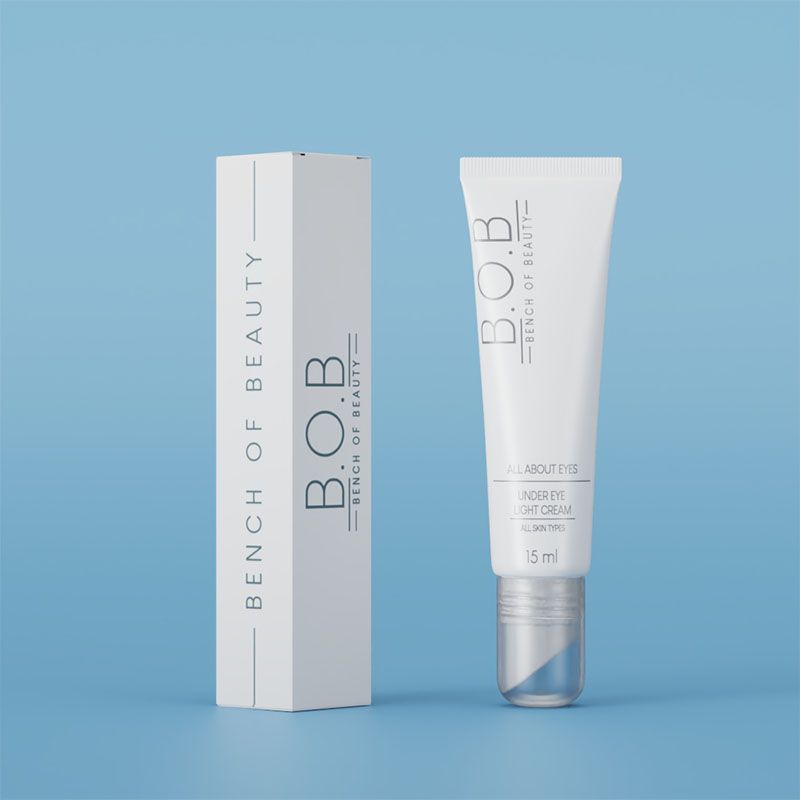 BENCH OF BEAUTY
B.O.B
BENCH OF BEAUTY
B.O.B
BENCH OF BEAUTY
ALL ABOUT EYES
UNDER EYE
LIGHT CREAM
ALL SKIN TYPES
15 ml